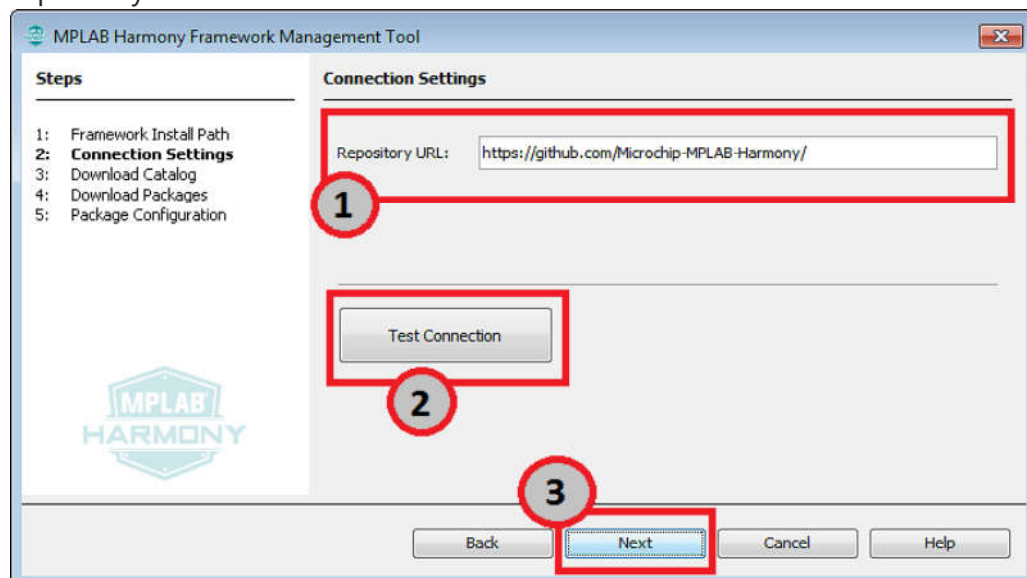 MPLAB Harmony Framework Management Tool
Steps
1: Framework Install Path
2: Connection Settings
3: Download Catalog
4: Download Packages
5: Package Configuration
MPLAB
HARMONY
Connection Settings
Repository URL: https://github.com/Microchip-MPLAB-Harmony/
1
Test Connection
2
3
Back Next Cancel Help